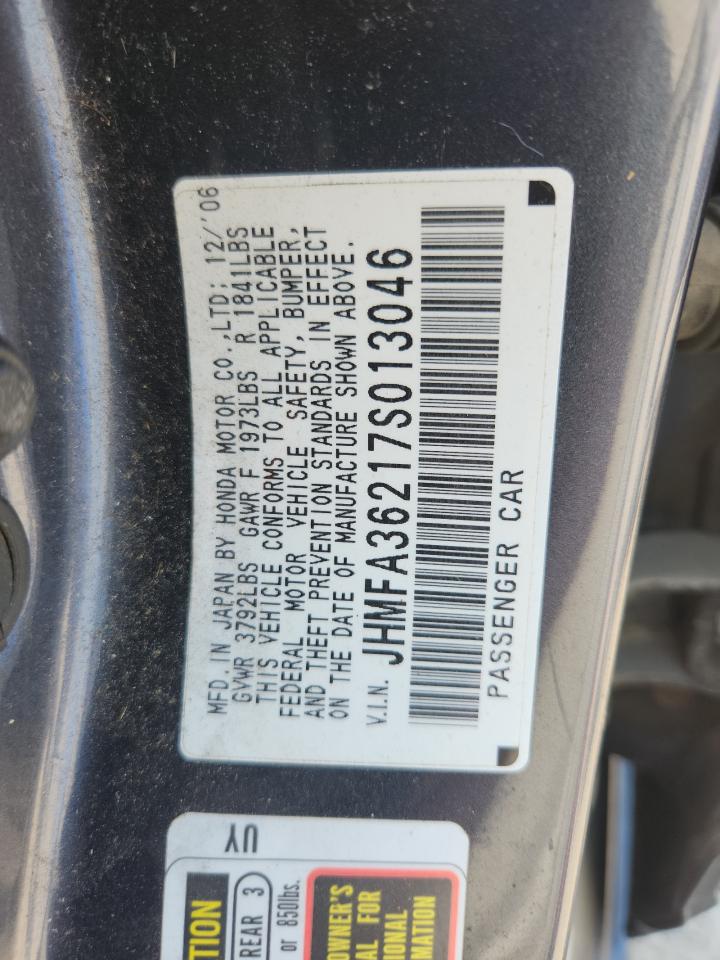 MFD.IN JAPAN BY HONDA MOTOR CO.,LTD; 12/'06
GVWR 3792LBS GAWR F 1973LBS R 1841LBS
THIS VEHICLE CONFORMS TO ALL APPLICABLE
FEDERAL MOTOR VEHICLE SAFETY, BUMPER,
AND THEFT PREVENTION STANDARDS IN EFFECT
ON THE DATE OF MANUFACTURE SHOWN ABOVE.
V.I.N. JHMFA36217S013046
PASSENGER CAR
UY
TION
REAR 3
or 850lbs.
OWNER'S
AL FOR
IONAL
MATION